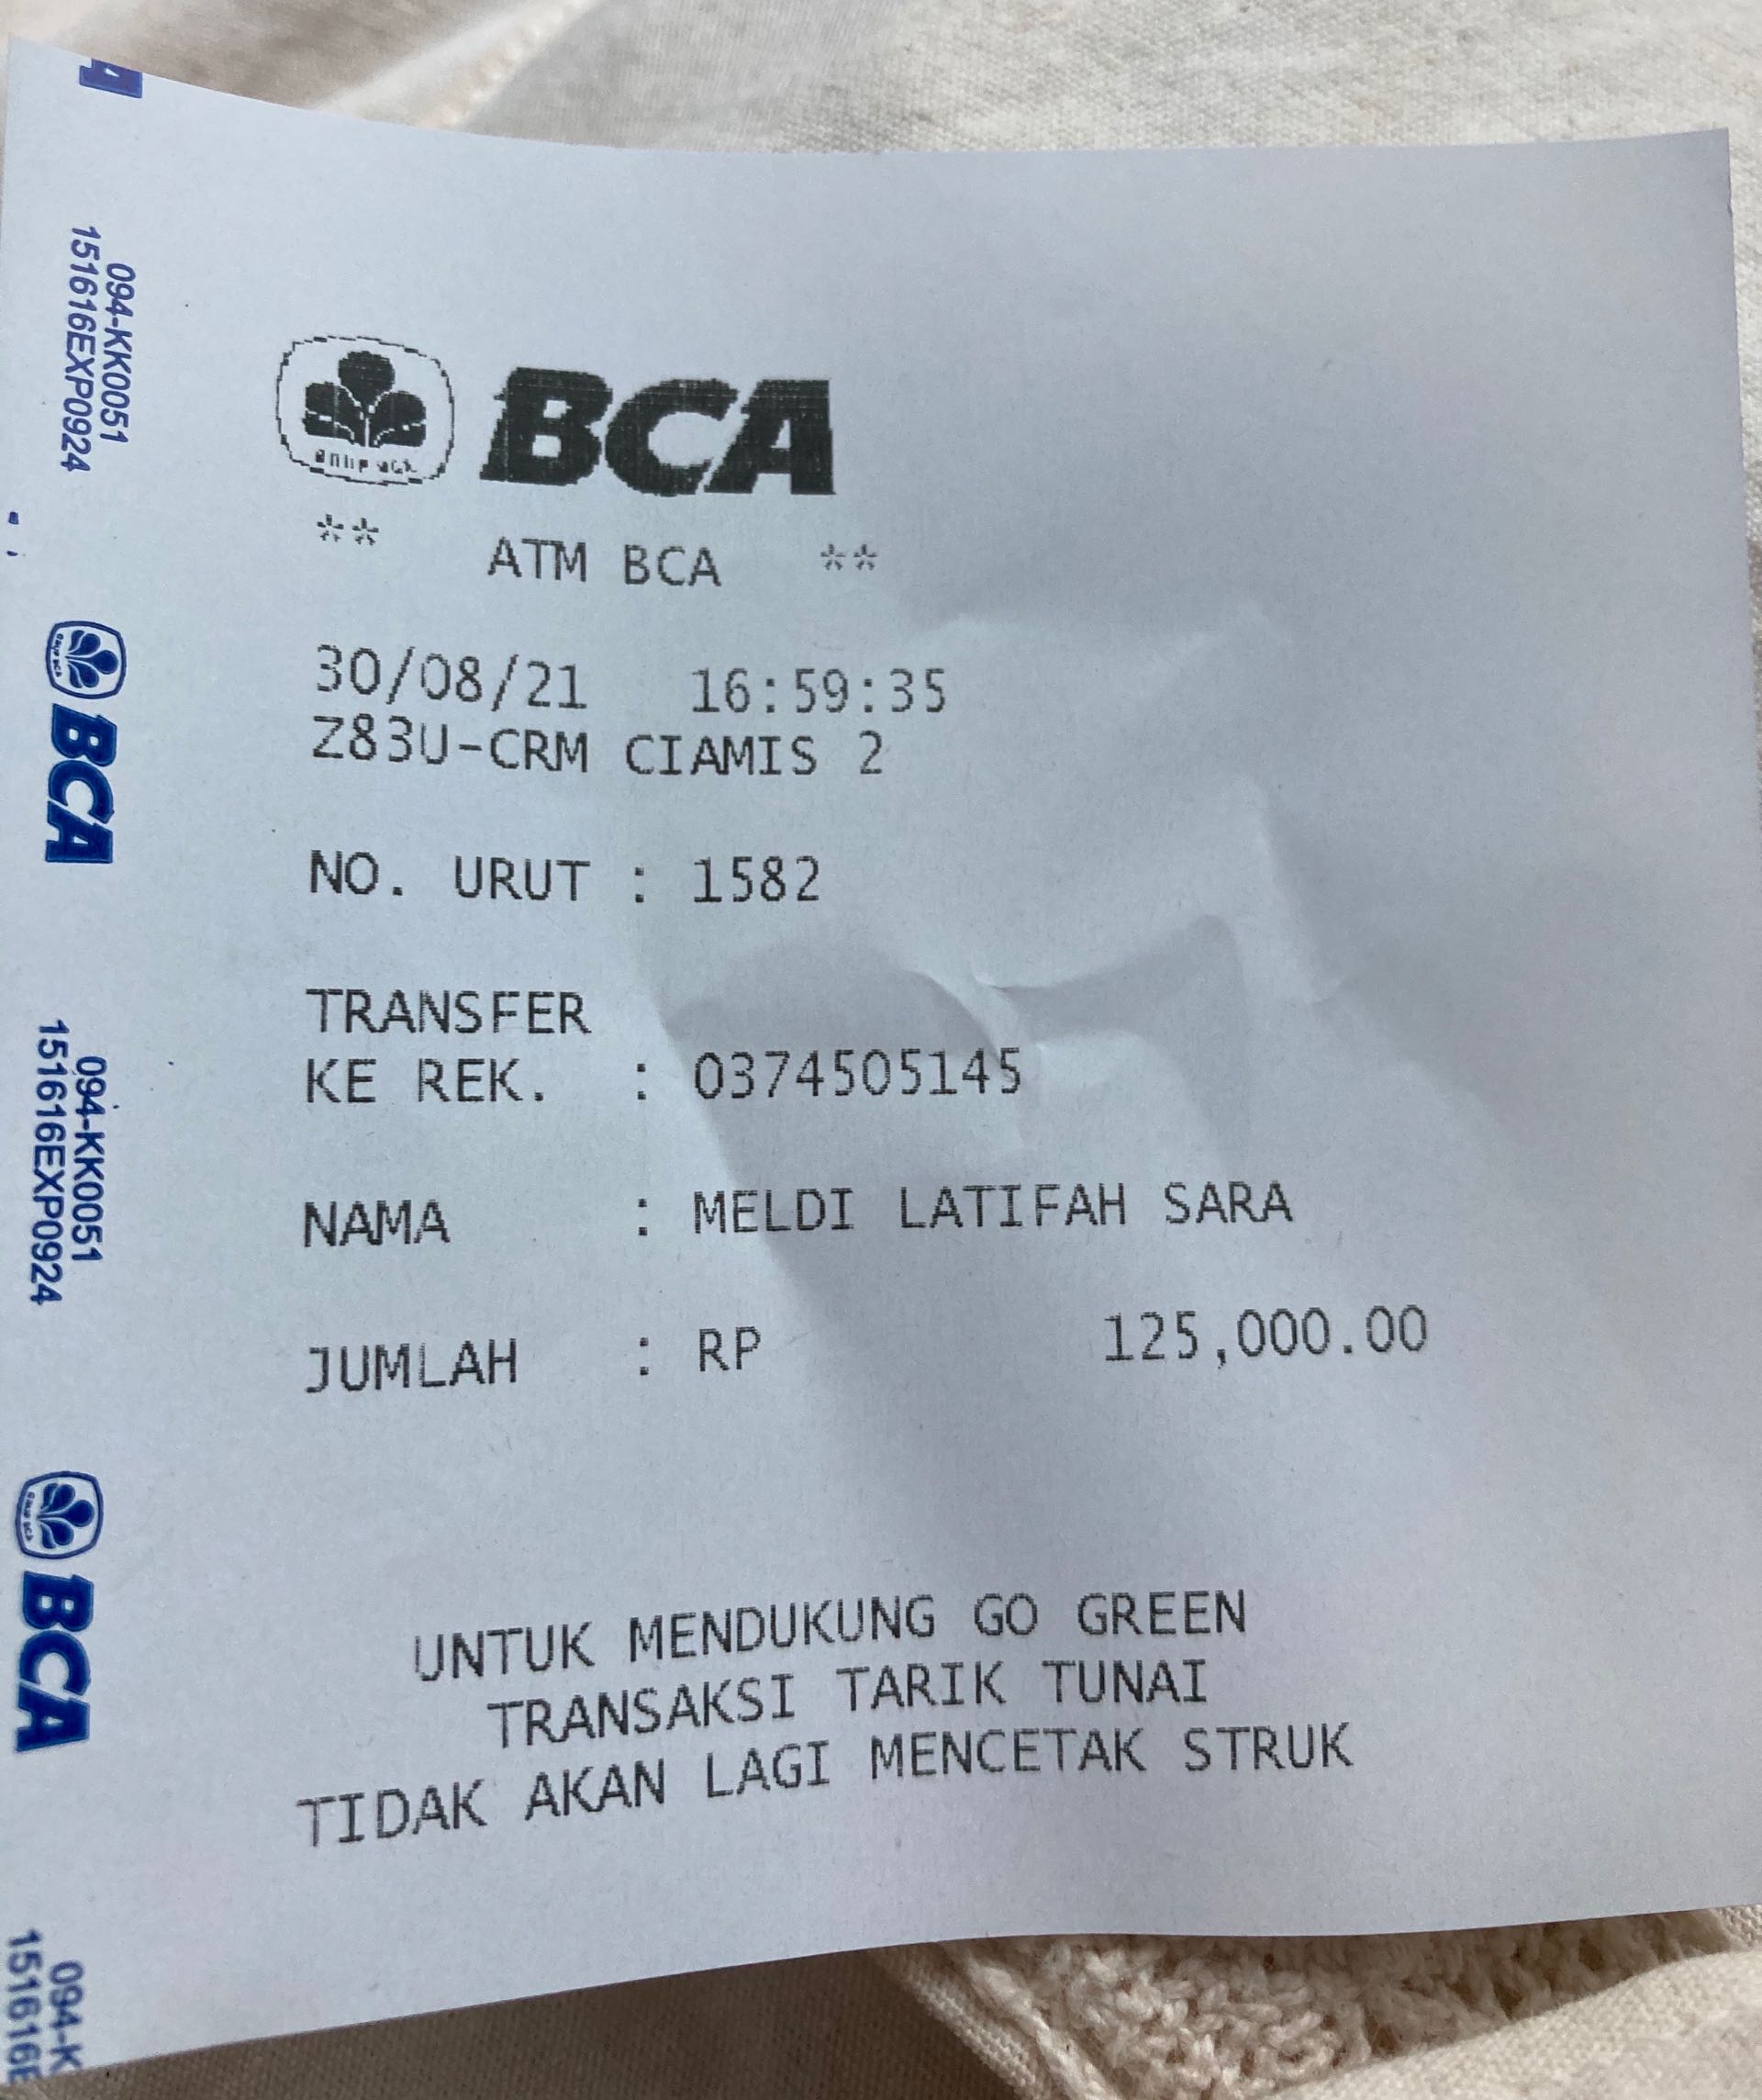 BCA
** ATM BCA **
30/08/21 16:59:35
Z83U-CRM CIAMIS 2
NO. URUT : 1582
TRANSFER
KE REK. : 0374505145
NAMA : MELDI LATIFAH SARA
JUMLAH : RP 125,000.00
UNTUK MENDUKUNG GO GREEN
TRANSAKSI TARIK TUNAI
TIDAK AKAN LAGI MENCETAK STRUK
094-KK0051
151616EXP0924
BCA
094-KK0051
151616EXP0924
BCA
094-K
151616E